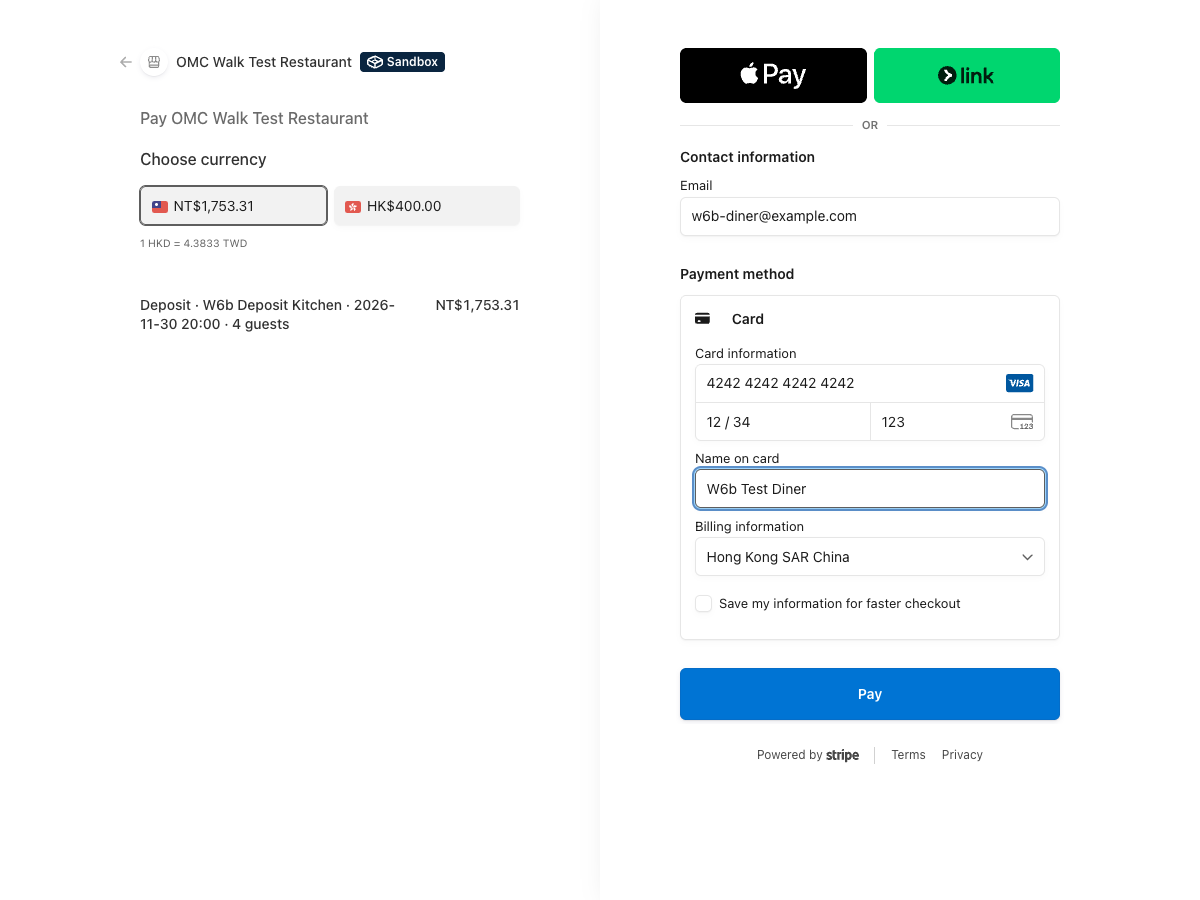 OMC Walk Test Restaurant Sandbox
Pay OMC Walk Test Restaurant
Choose currency
NT$1,753.31 HK$400.00
1 HKD = 4.3833 TWD
Deposit · W6b Deposit Kitchen · 2026-
11-30 20:00 · 4 guests
NT$1,753.31
Pay link
OR
Contact information
Email
w6b-diner@example.com
Payment method
Card
Card information
4242 4242 4242 4242 VISA
12 / 34 123 123
Name on card
W6b Test Diner
Billing information
Hong Kong SAR China
Save my information for faster checkout
Pay
Powered by stripe Terms Privacy